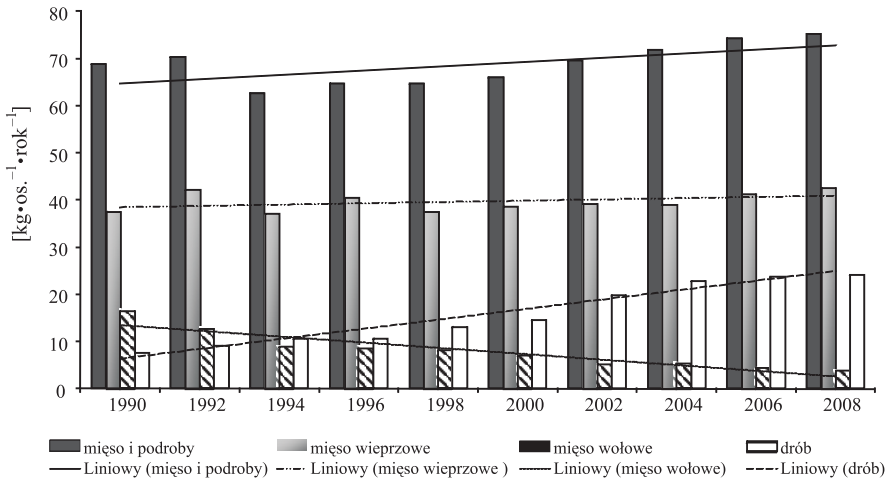 80
70
60
50
40
30
20
10
0
[kg•os.⁻¹•rok⁻¹]
1990 1992 1994 1996 1998 2000 2002 2004 2006 2008
mięso i podroby mięso wieprzowe mięso wołowe drób
Liniowy (mięso i podroby) Liniowy (mięso wieprzowe ) Liniowy (mięso wołowe) Liniowy (drób)